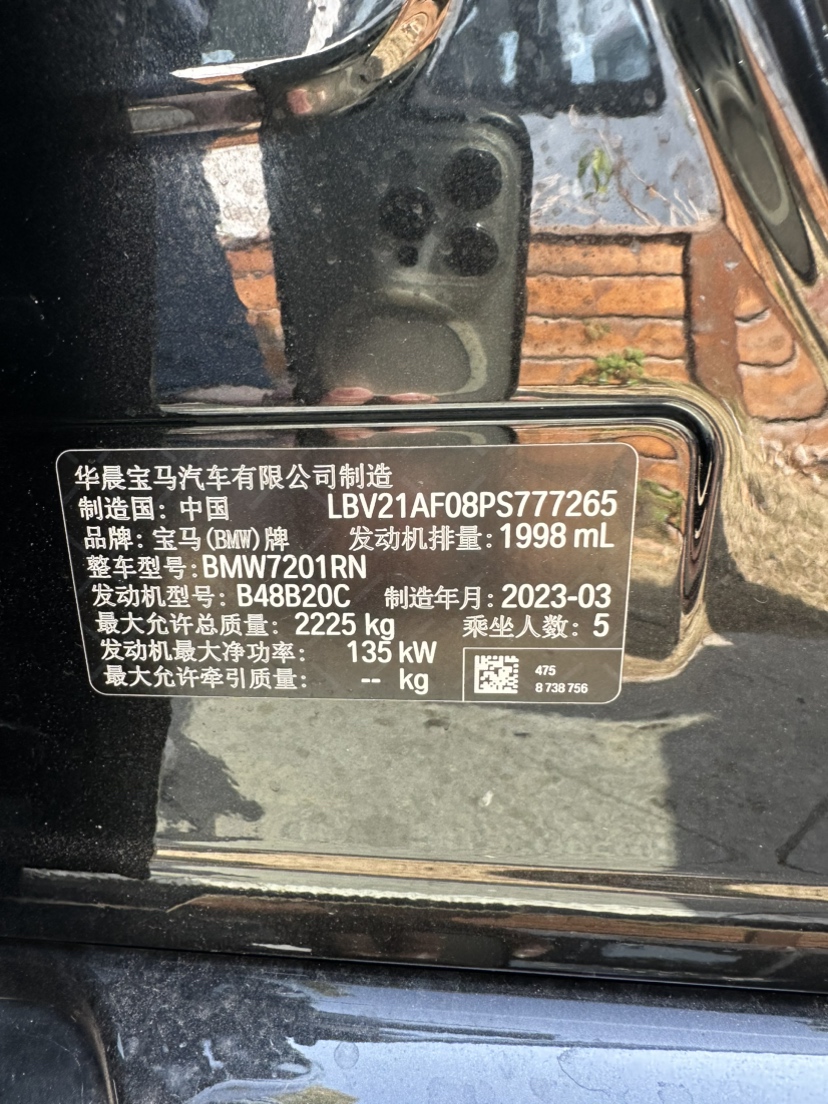 华晨宝马汽车有限公司制造
制造国：中国 LBV21AF08PS777265
品牌：宝马(BMW)牌 发动机排量：1998 mL
整车型号：BMW7201RN
发动机型号：B48B20C 制造年月：2023-03
最大允许总质量：2225 kg 乘坐人数：5
发动机最大净功率：135 kW
最大允许牵引质量：-- kg
475
8 738 756